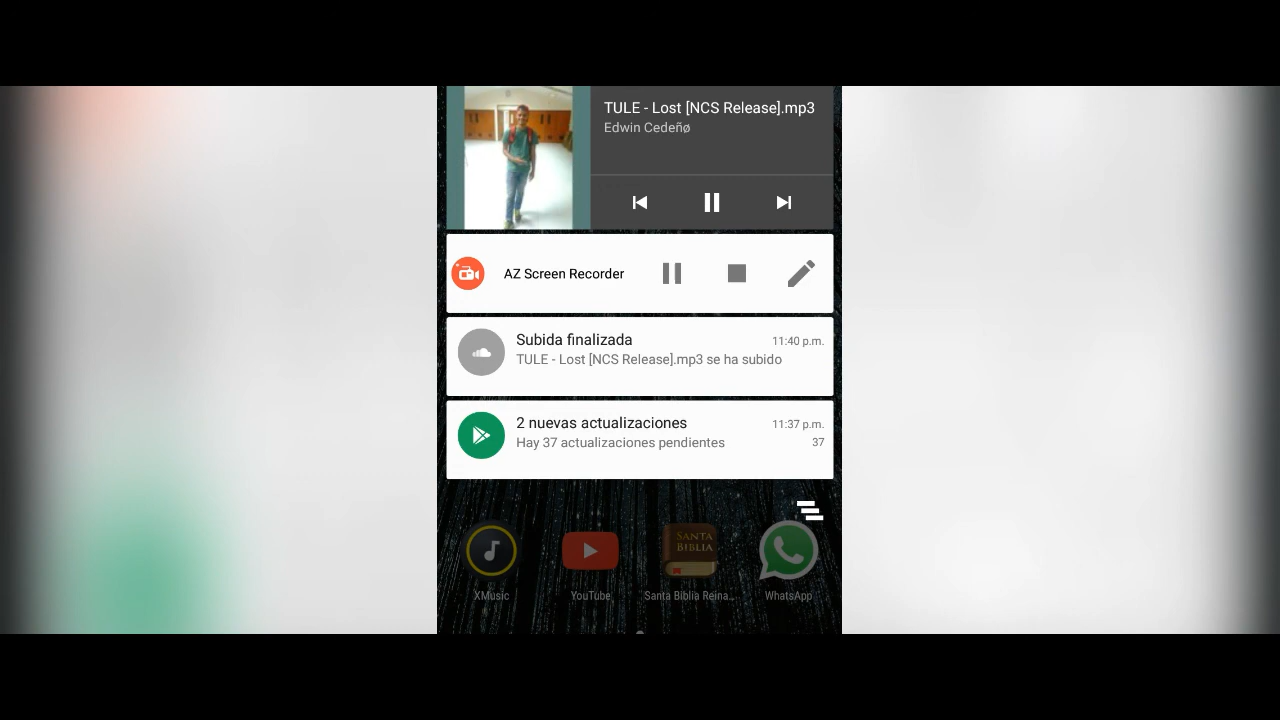 TULE - Lost [NCS Release].mp3
Edwin Cedeñø
AZ Screen Recorder
Subida finalizada
11:40 p.m.
TULE - Lost [NCS Release].mp3 se ha subido
2 nuevas actualizaciones
11:37 p.m.
Hay 37 actualizaciones pendientes
37
SANTA
BIBLIA
XMusic
YouTube
Santa Biblia Reina...
WhatsApp